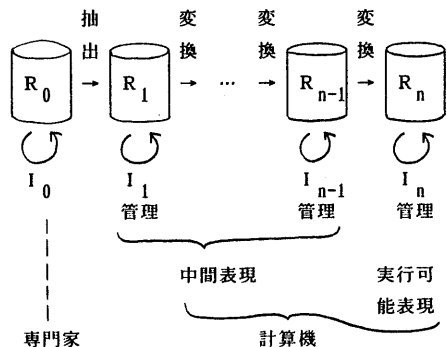 抽出 変換 変換 変換
R0 → R1 → … → Rn-1 → Rn
I0 I1 In-1 In
管理 管理 管理
中間表現 実行可能表現
専門家 計算機